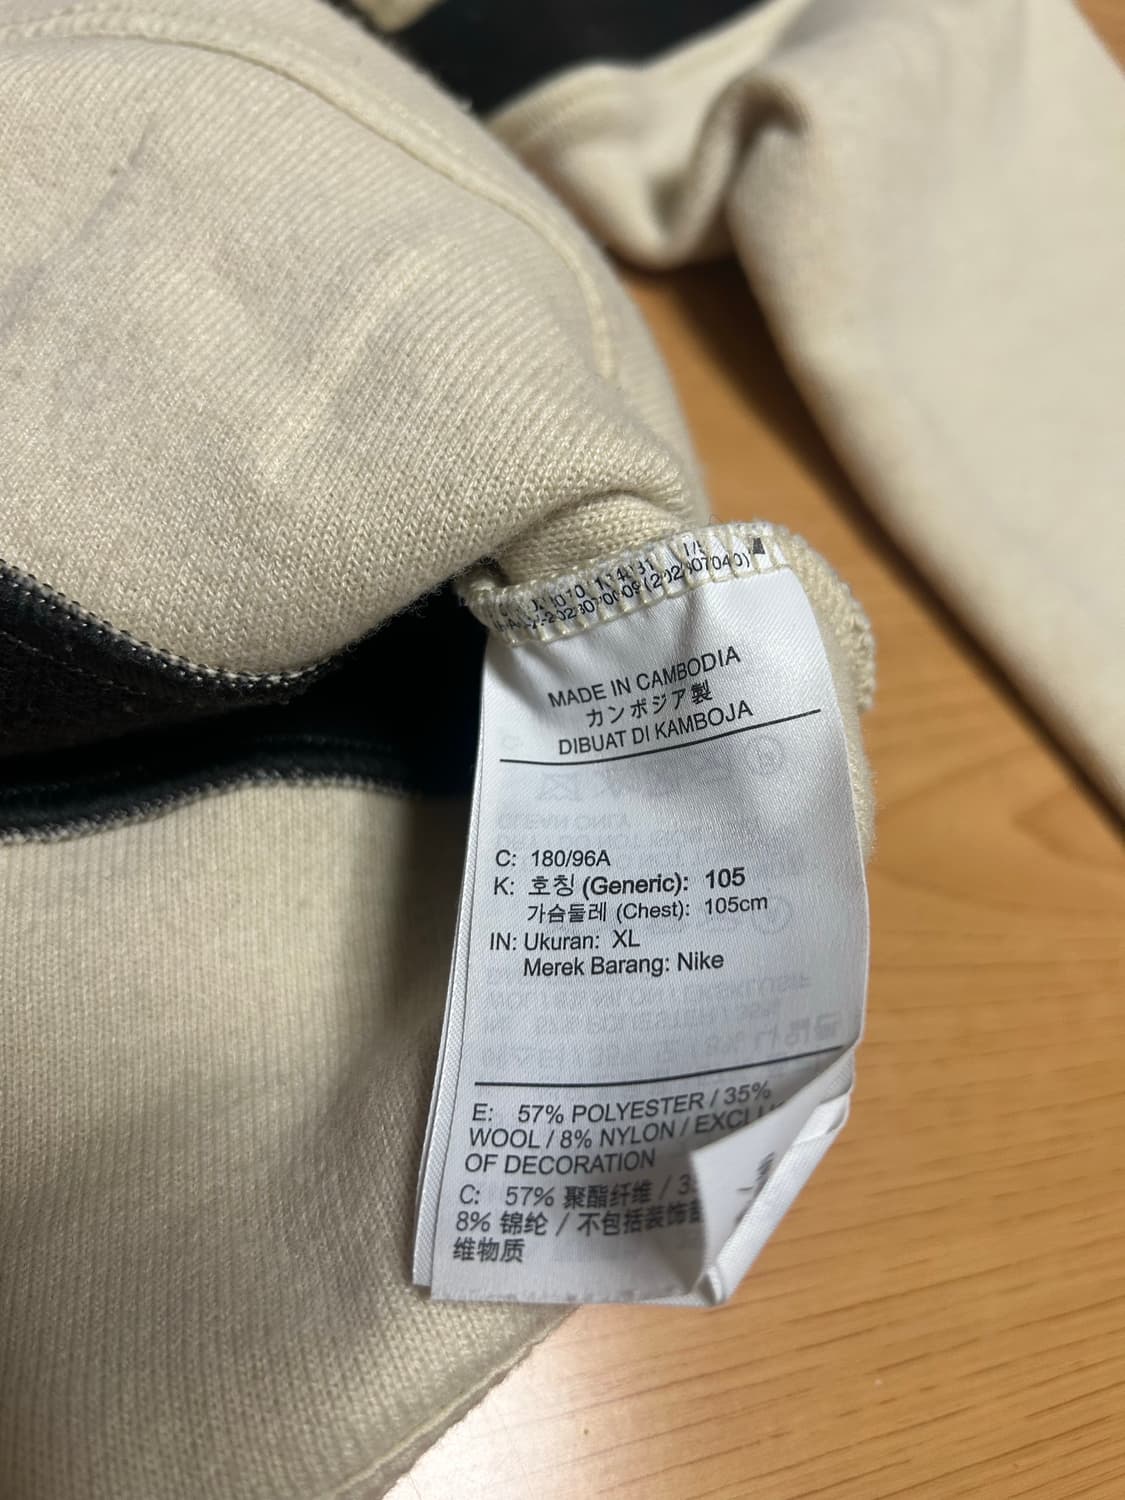 MADE IN CAMBODIA
カンボジア製
DIBUAT DI KAMBOJA
C: 180/96A
K: 호칭 (Generic): 105
가슴둘레 (Chest): 105cm
IN: Ukuran: XL
Merek Barang: Nike
E: 57% POLYESTER / 35%
WOOL / 8% NYLON /
OF DECORATION
C: 57% 聚酯纤维 /
8% 锦纶 / 不包括装饰
维物质